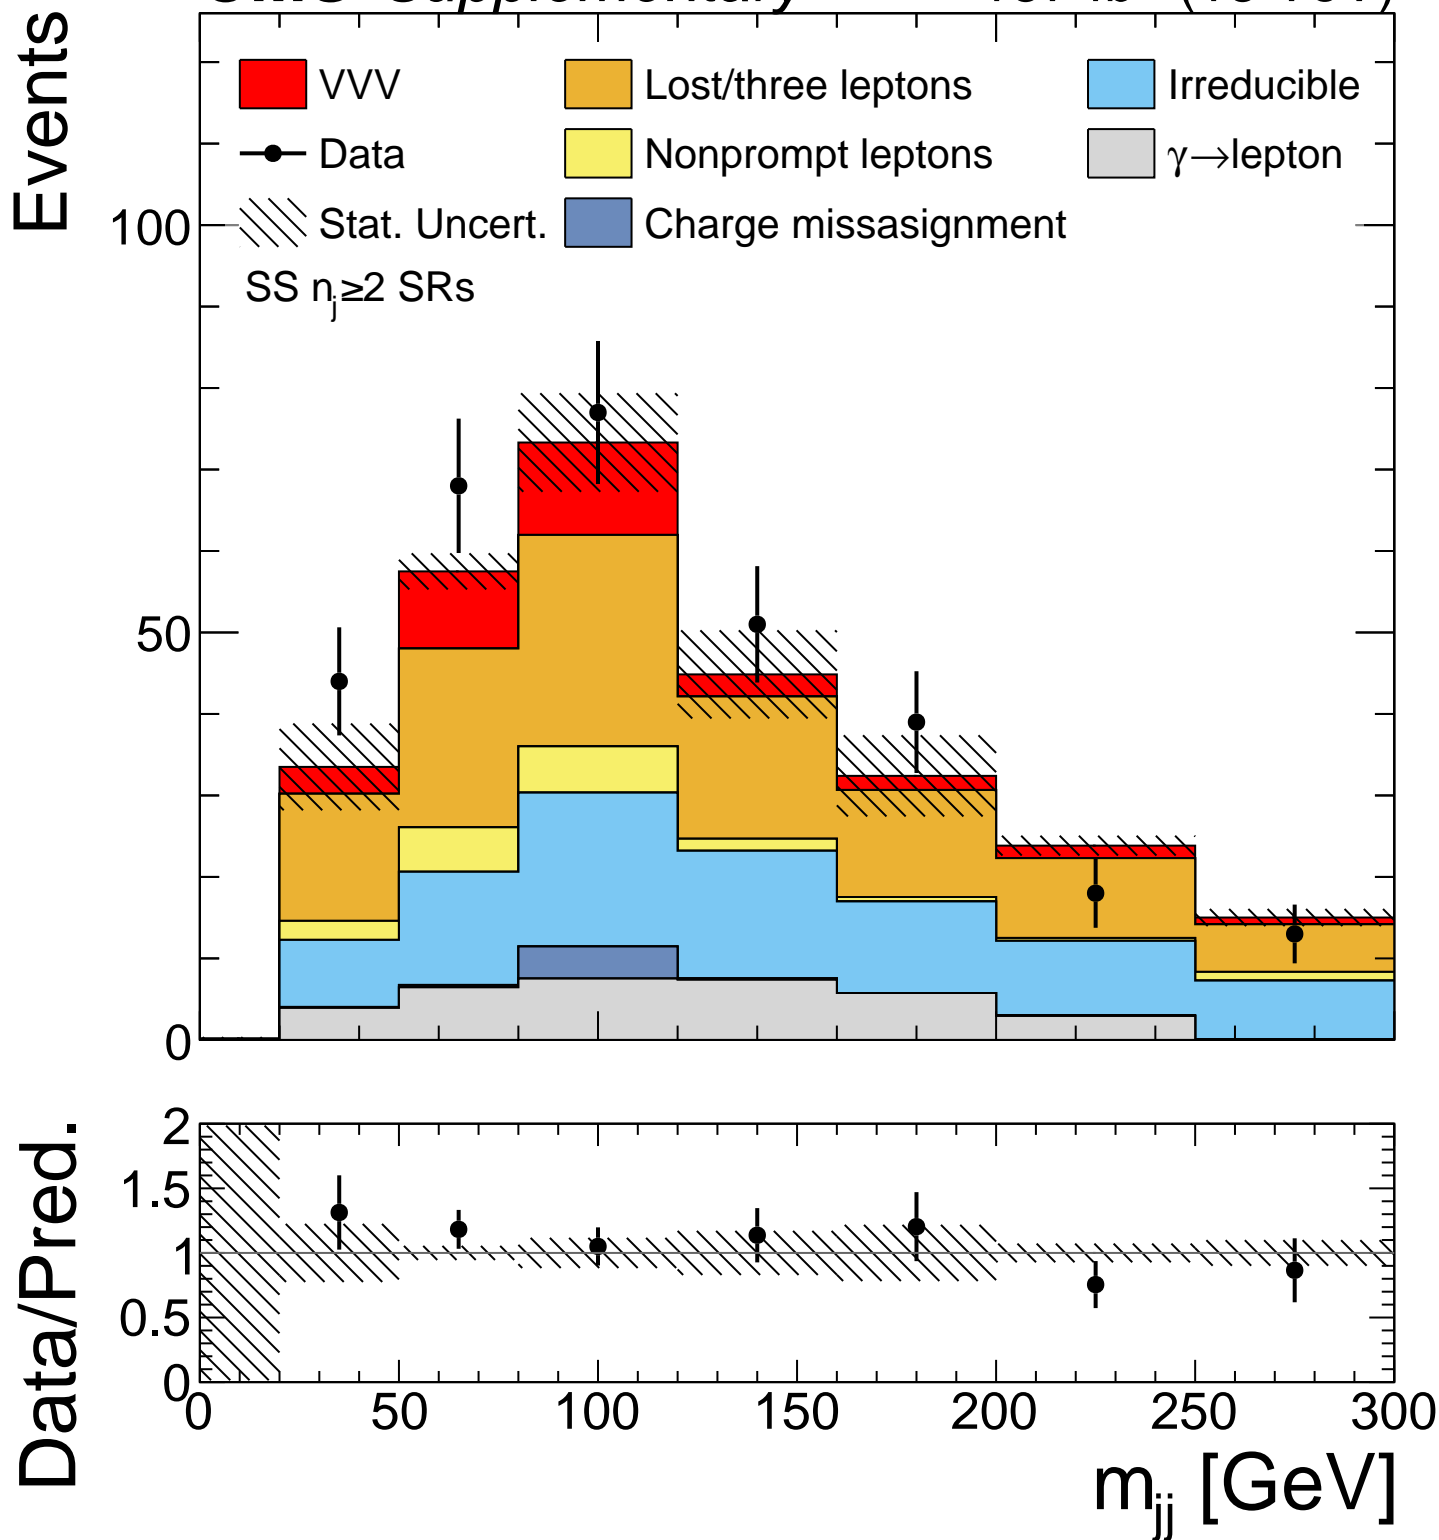 Supplementary
Events
VVV
Lost/three leptons
Irreducible
Data
Nonprompt leptons
γ→lepton
Stat. Uncert.
Charge missasignment
SS nj≥2 SRs
100
50
0
Data/Pred.
2
1.5
1
0.5
0
0 50 100 150 200 250 300
mjj [GeV]